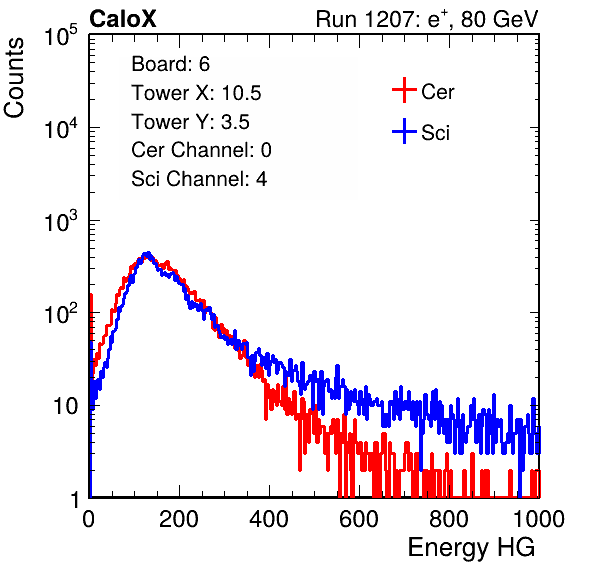 CaloX Run 1207: e⁺, 80 GeV
Counts
10⁵
10⁴
10³
10²
10
1
Board: 6
Tower X: 10.5
Tower Y: 3.5
Cer Channel: 0
Sci Channel: 4
Cer
Sci
0 200 400 600 800 1000
Energy HG